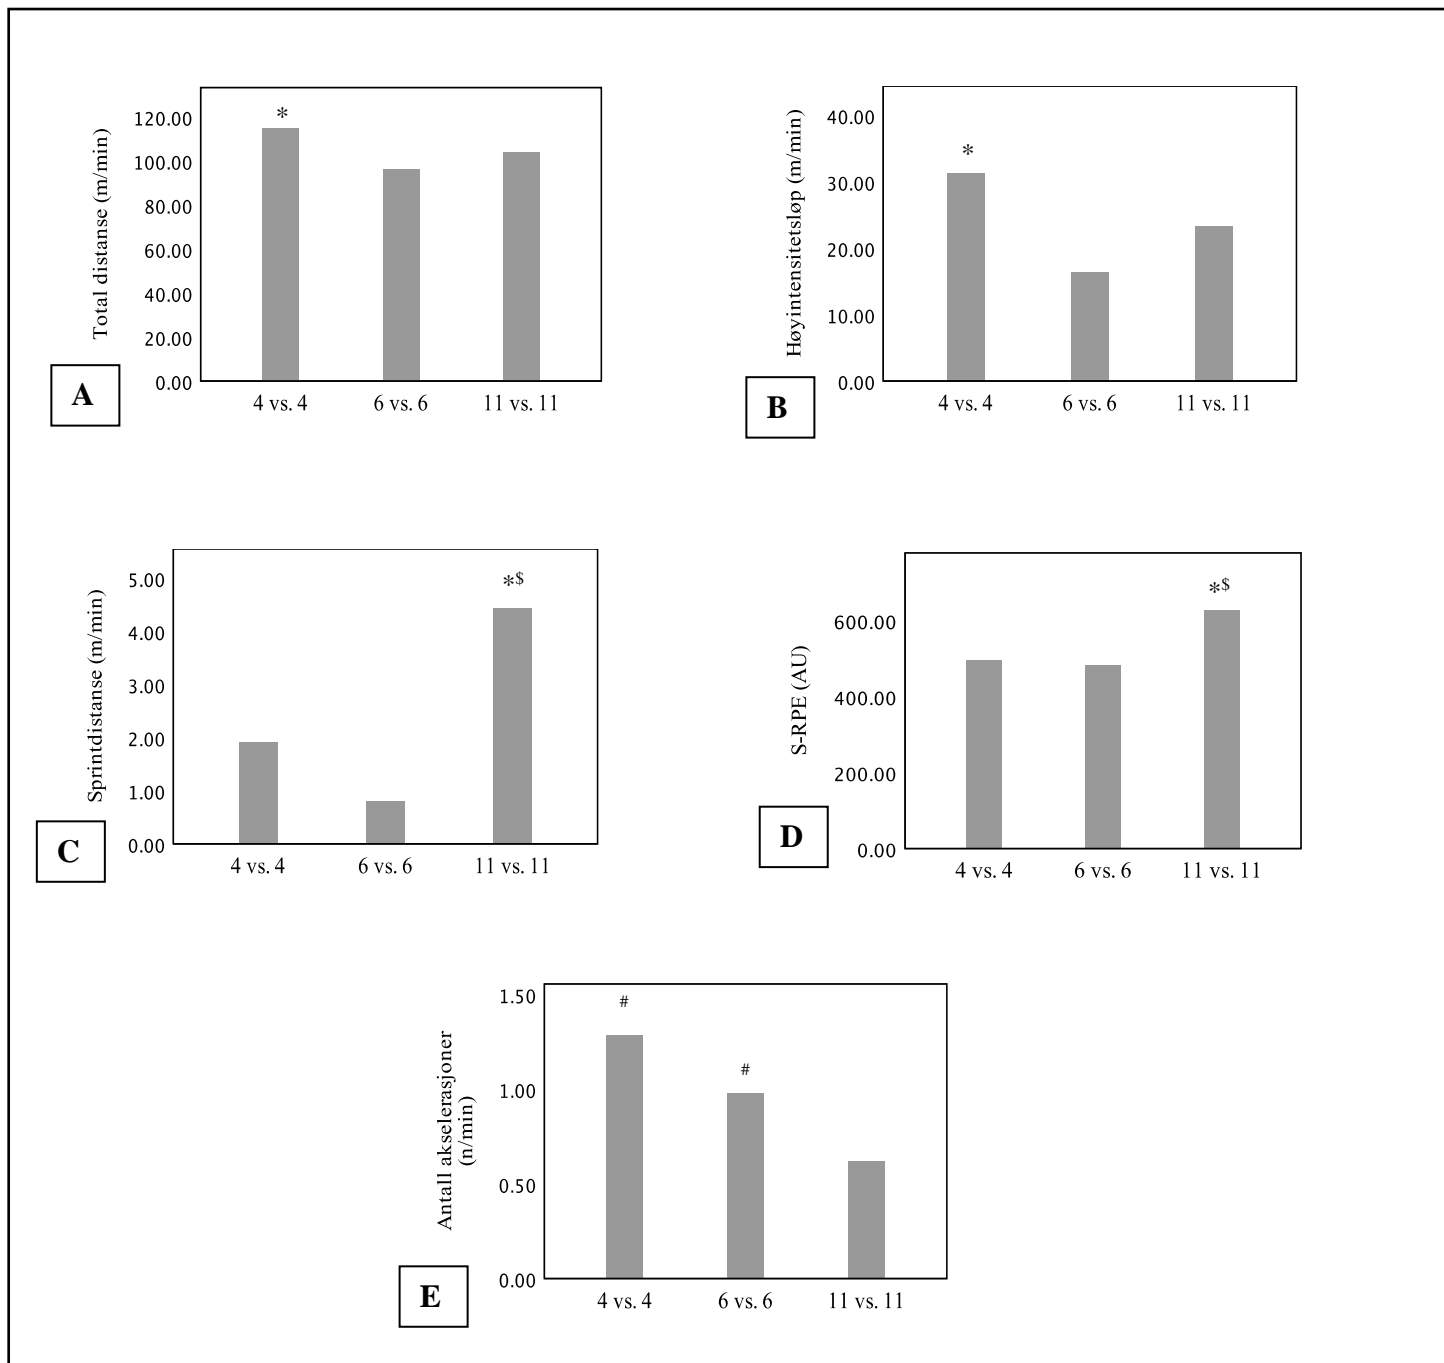 *
120.00
100.00
80.00
60.00
40.00
20.00
0.00
Total distanse (m/min)
4 vs. 4 6 vs. 6 11 vs. 11
A
*
40.00
30.00
20.00
10.00
0.00
Høyintensitetsløp (m/min)
4 vs. 4 6 vs. 6 11 vs. 11
B
*$
5.00
4.00
3.00
2.00
1.00
0.00
Sprintdistanse (m/min)
4 vs. 4 6 vs. 6 11 vs. 11
C
*$
600.00
400.00
200.00
0.00
S-RPE (AU)
4 vs. 4 6 vs. 6 11 vs. 11
D
#
#
1.50
1.00
0.50
0.00
Antall akselerasjoner
(n/min)
4 vs. 4 6 vs. 6 11 vs. 11
E